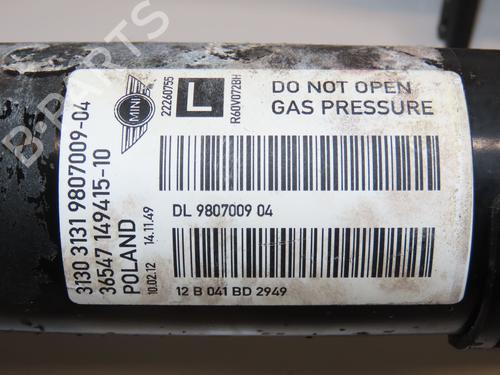 MINI
3130 3131 9807009-04
36547 149415-10
POLAND
10.02.12 14.11.49
22260755
L
R60V0728H
DO NOT OPEN
GAS PRESSURE
DL 9807009 04
12 B 041 BD 2949
B-PARTS